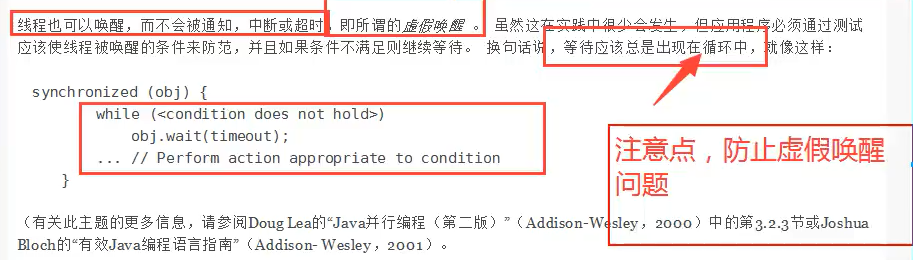 线程也可以唤醒，而不会被通知，中断或超时，即所谓的虚假唤醒 。 虽然这在实践中很少会发生，但应用程序必须通过测试
应该使线程被唤醒的条件来防范，并且如果条件不满足则继续等待。 换句话说，等待应该总是出现在循环中，就像这样：
synchronized (obj) {
while (<condition does not hold>)
obj.wait(timeout);
... // Perform action appropriate to condition
}
注意点，防止虚假唤醒
问题
（有关此主题的更多信息，请参阅Doug Lea的“Java并行编程（第二版）”（Addison-Wesley，2000）中的第3.2.3节或Joshua
Bloch的“有效Java编程语言指南”（Addison- Wesley，2001）。